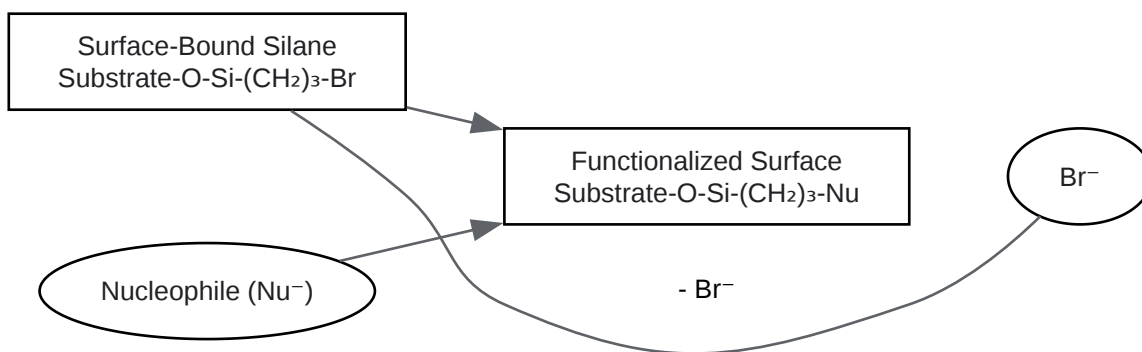 Surface-Bound Silane
Substrate-O-Si-(CH₂)₃-Br
Functionalized Surface
Substrate-O-Si-(CH₂)₃-Nu
Br⁻
Nucleophile (Nu⁻)
- Br⁻